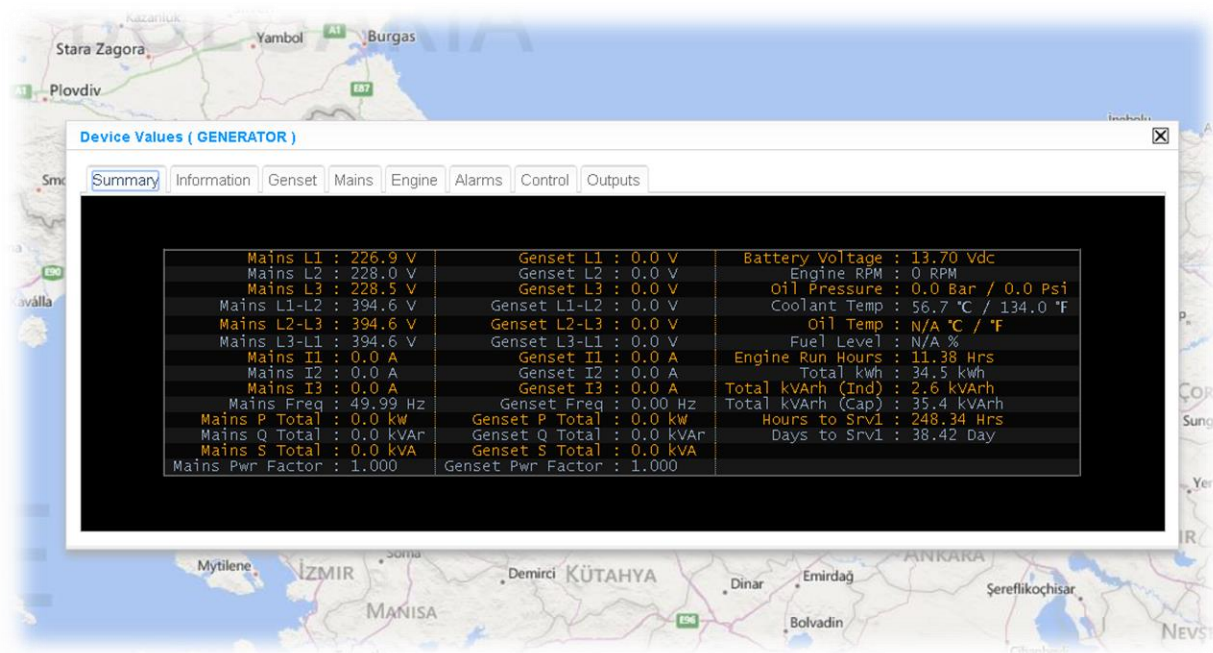 Kazanlık
BULGARIA
Stara Zagora
Yambol
A1
Burgas
A1
Plovdiv
E87
İnebolu
Device Values ( GENERATOR )
Summary Information Genset Mains Engine Alarms Control Outputs
Mains L1 : 226.9 V Genset L1 : 0.0 V Battery Voltage : 13.70 Vdc
Mains L2 : 228.0 V Genset L2 : 0.0 V Engine RPM : 0 RPM
Mains L3 : 228.5 V Genset L3 : 0.0 V Oil Pressure : 0.0 Bar / 0.0 Psi
Mains L1-L2 : 394.6 V Genset L1-L2 : 0.0 V Coolant Temp : 56.7 °C / 134.0 °F
Mains L2-L3 : 394.6 V Genset L2-L3 : 0.0 V Oil Temp : N/A °C / °F
Mains L3-L1 : 394.6 V Genset L3-L1 : 0.0 V Fuel Level : N/A %
Mains I1 : 0.0 A Genset I1 : 0.0 A Engine Run Hours : 11.38 Hrs
Mains I2 : 0.0 A Genset I2 : 0.0 A Total kWh : 34.5 kWh
Mains I3 : 0.0 A Genset I3 : 0.0 A Total kVArh (Ind) : 2.6 kVArh
Mains Freq : 49.99 Hz Genset Freq : 0.00 Hz Total kVArh (Cap) : 35.4 kVArh
Mains P Total : 0.0 kW Genset P Total : 0.0 kW Hours to Srv1 : 248.34 Hrs
Mains Q Total : 0.0 kVAr Genset Q Total : 0.0 kVAr Days to Srv1 : 38.42 Day
Mains S Total : 0.0 kVA Genset S Total : 0.0 kVA
Mains Pwr Factor : 1.000 Genset Pwr Factor : 1.000
E90
Mytilene
İZMIR
Soma
Demirci
KÜTAHYA
ANKARA
Dinar
Emirdağ
Şereflikoçhisar
MANISA
E96
Bolvadin